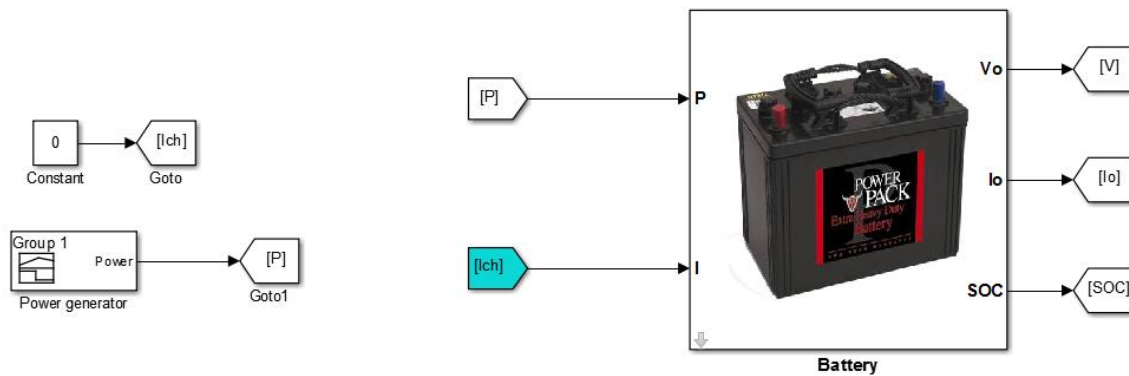 0
Constant
[Ich]
Goto
Group 1
Power
Power generator
[P]
Goto1
[P]
[Ich]
P
I
Vo
Io
SOC
POWER
PACK
Extra Heavy Duty
Battery
Battery
[V]
[Io]
[SOC]